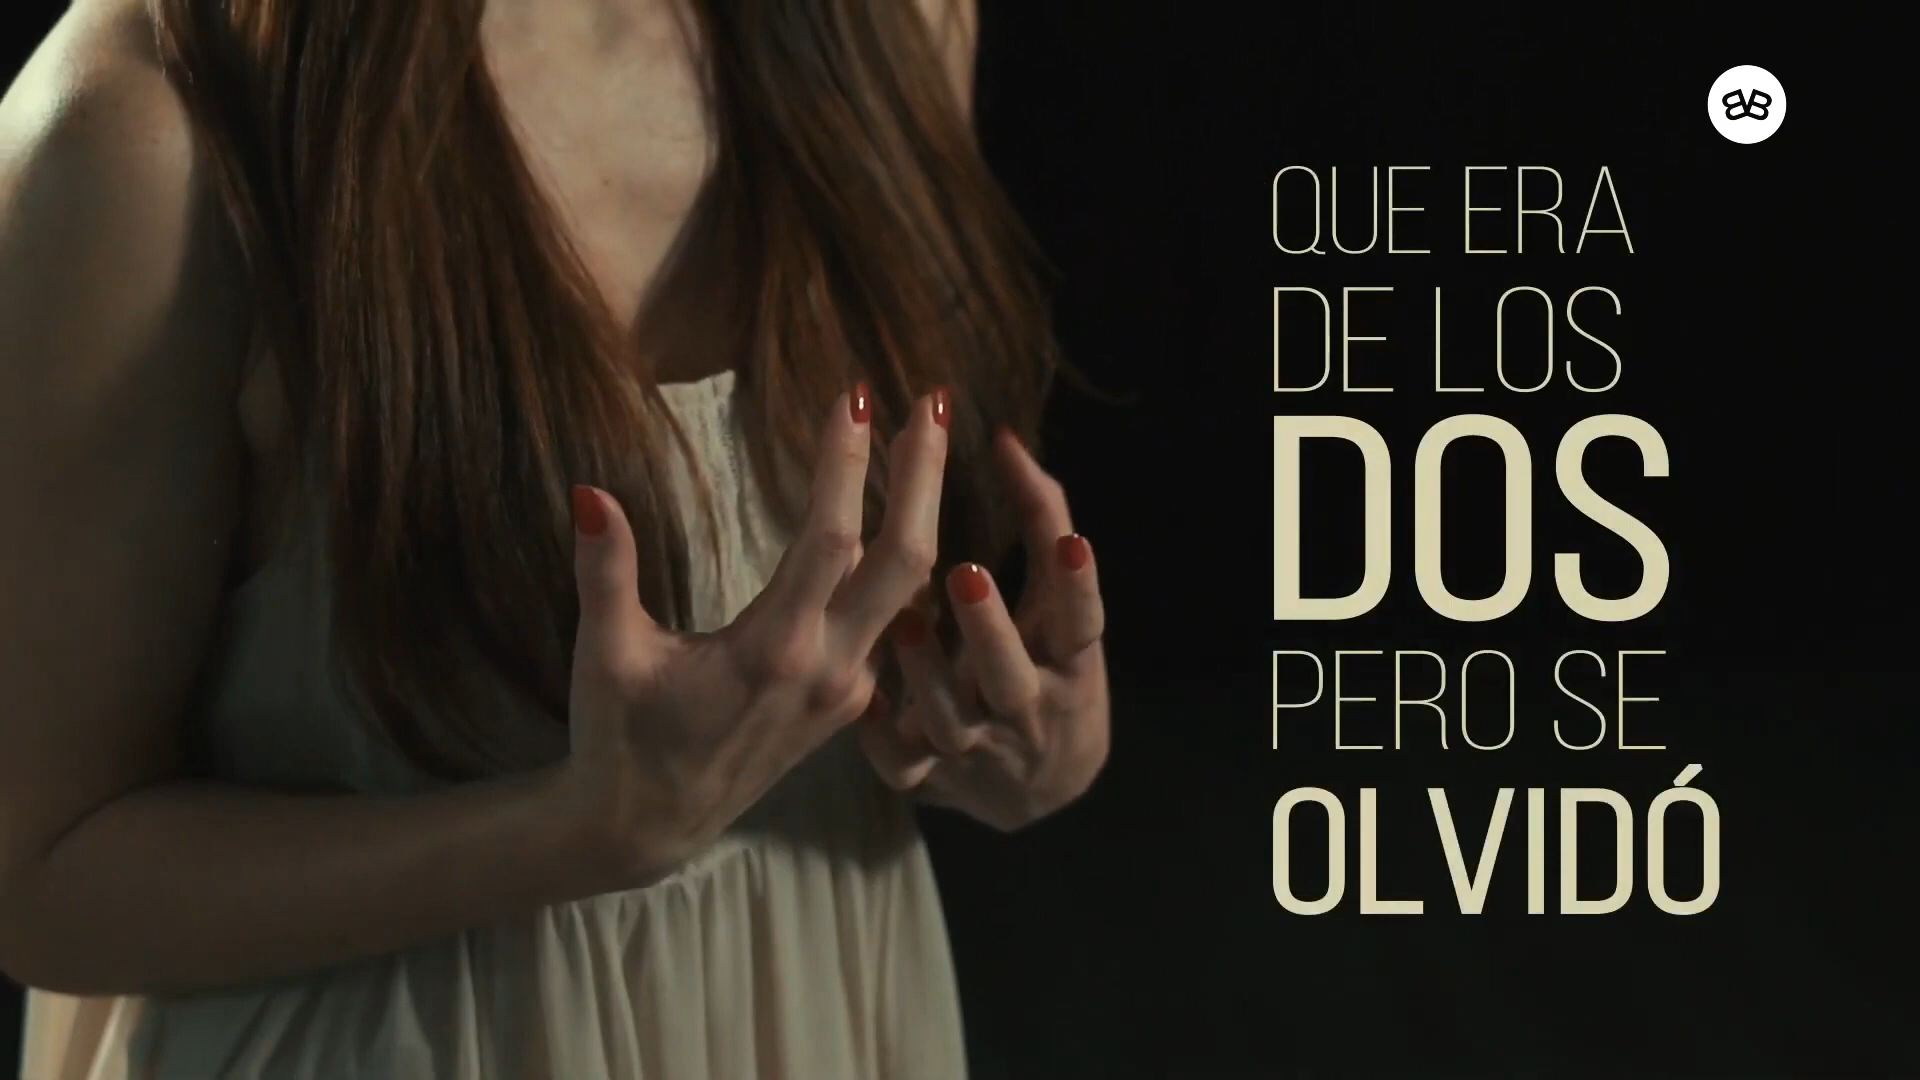 QUE ERA
DE LOS
DOS
PERO SE
OLVIDÓ